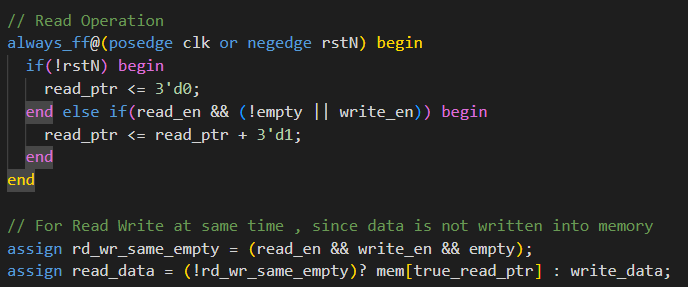 // Read Operation
always_ff@(posedge clk or negedge rstN) begin
  if(!rstN) begin
    read_ptr <= 3'd0;
  end else if(read_en && (!empty || write_en)) begin
    read_ptr <= read_ptr + 3'd1;
  end
end

// For Read Write at same time , since data is not written into memory
assign rd_wr_same_empty = (read_en && write_en && empty);
assign read_data = (!rd_wr_same_empty)? mem[true_read_ptr] : write_data;